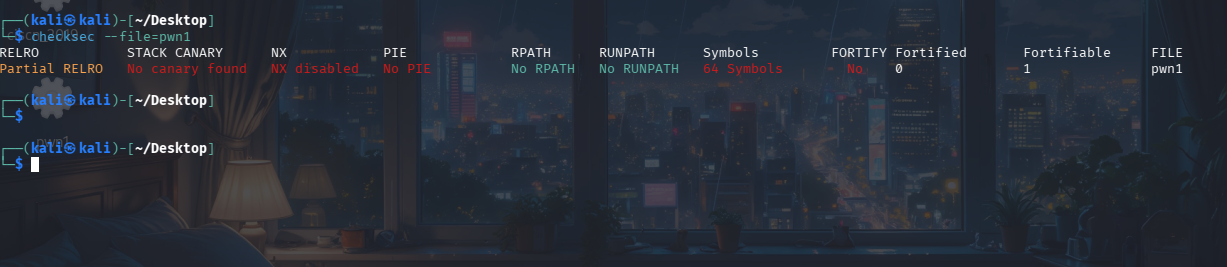 ┌──(kali㉿kali)-[~/Desktop]
└─$ checksec --file=pwn1
RELRO STACK CANARY NX PIE RPATH RUNPATH Symbols FORTIFY Fortified Fortifiable FILE
Partial RELRO No canary found NX disabled No PIE No RPATH No RUNPATH 64 Symbols No 0 1 pwn1
┌──(kali㉿kali)-[~/Desktop]
└─$
pwn1
┌──(kali㉿kali)-[~/Desktop]
└─$